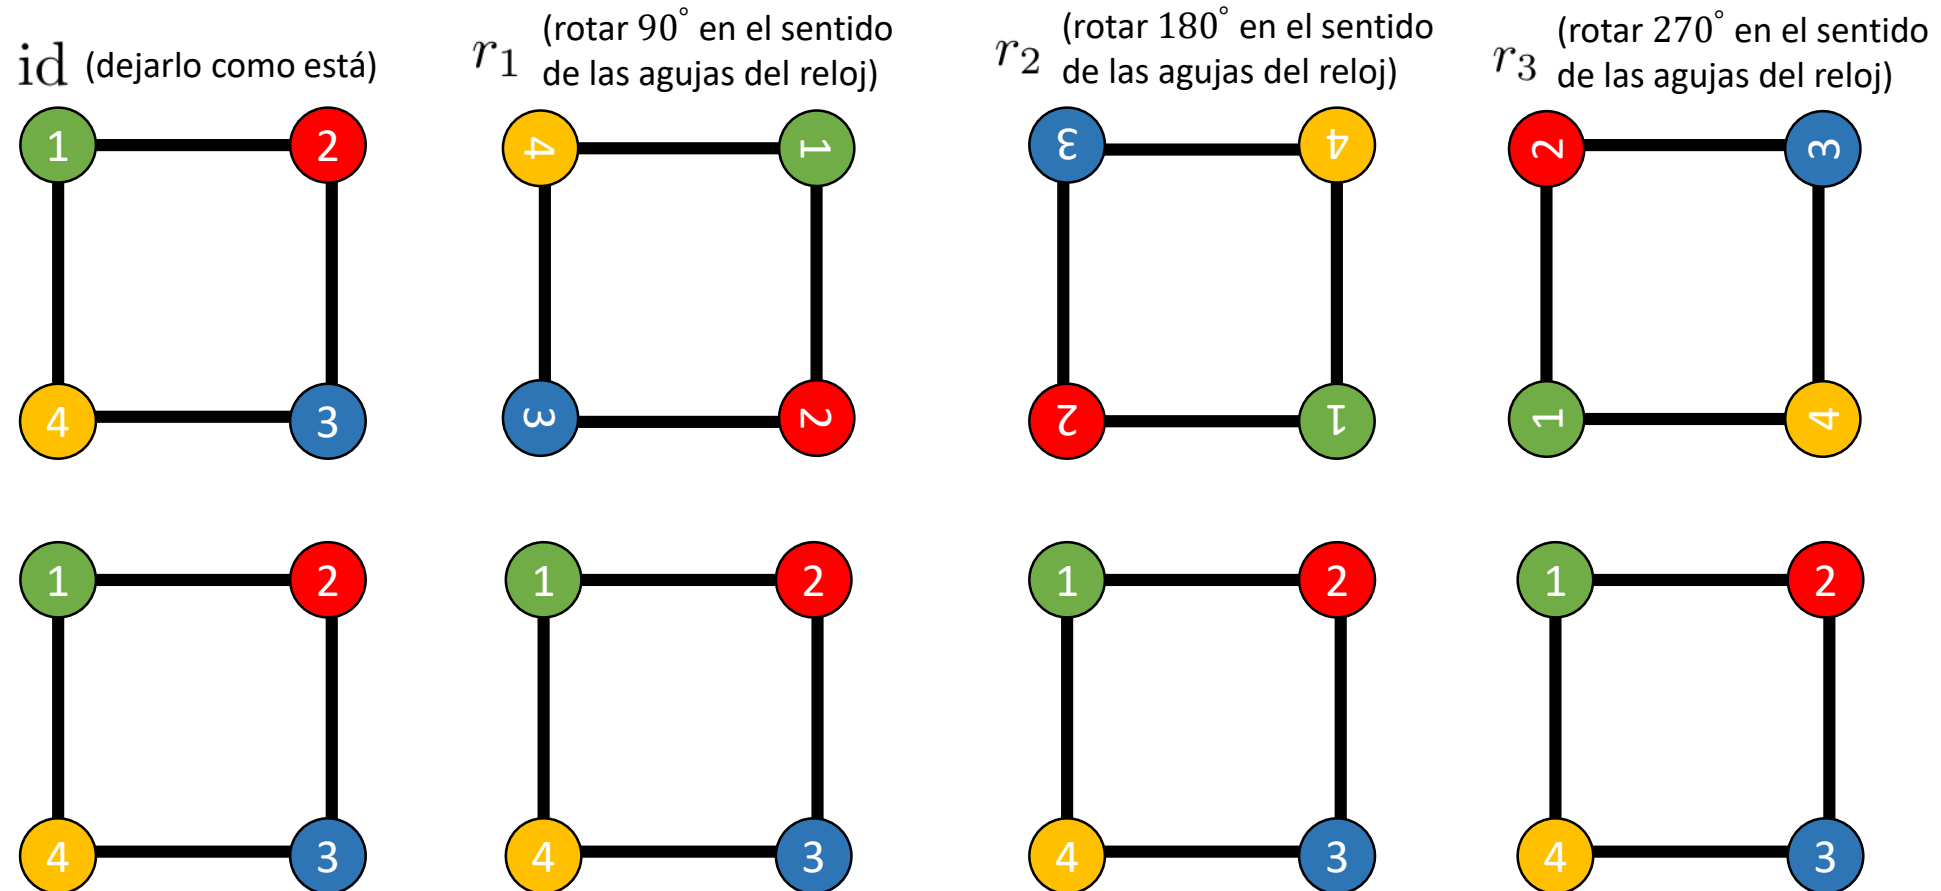 id (dejarlo como está)
r₁ (rotar 90° en el sentido
de las agujas del reloj)
r₂ (rotar 180° en el sentido
de las agujas del reloj)
r₃ (rotar 270° en el sentido
de las agujas del reloj)
1 2
4 3
4 1
3 2
3 4
2 1
2 3
1 4
1 2
4 3
1 2
4 3
1 2
4 3
1 2
4 3